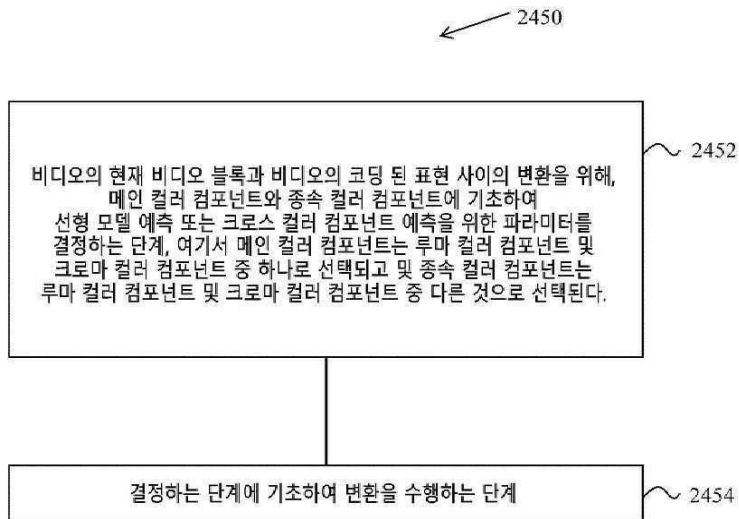 2450
비디오의 현재 비디오 블록과 비디오의 코딩 된 표현 사이의 변환을 위해,
메인 컬러 컴포넌트와 종속 컬러 컴포넌트에 기초하여
선형 모델 예측 또는 크로스 컬러 컴포넌트 예측을 위한 파라미터를
결정하는 단계, 여기서 메인 컬러 컴포넌트는 루마 컬러 컴포넌트 및
크로마 컬러 컴포넌트 중 하나로 선택되고 및 종속 컬러 컴포넌트는
루마 컬러 컴포넌트 및 크로마 컬러 컴포넌트 중 다른 것으로 선택된다.
2452
결정하는 단계에 기초하여 변환을 수행하는 단계
2454